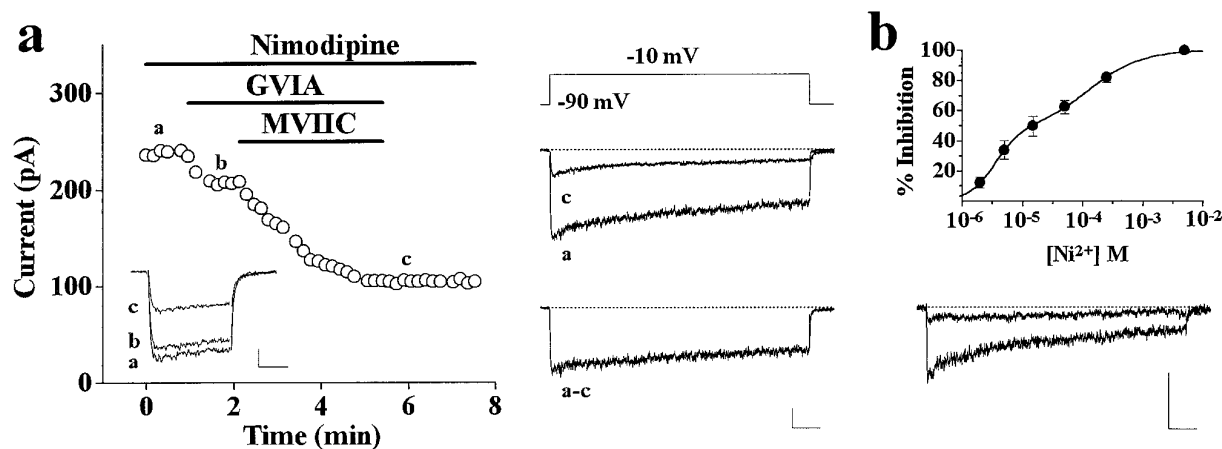 a
Nimodipine
GVIA
MVIIC
a
b
c
c
b
a
300
200
100
0
Current (pA)
0 2 4 6 8
Time (min)
-10 mV
-90 mV
c
a
a-c
b
100
80
60
40
20
% Inhibition
10⁻⁶ 10⁻⁵ 10⁻⁴ 10⁻³ 10⁻²
[Ni²⁺] M